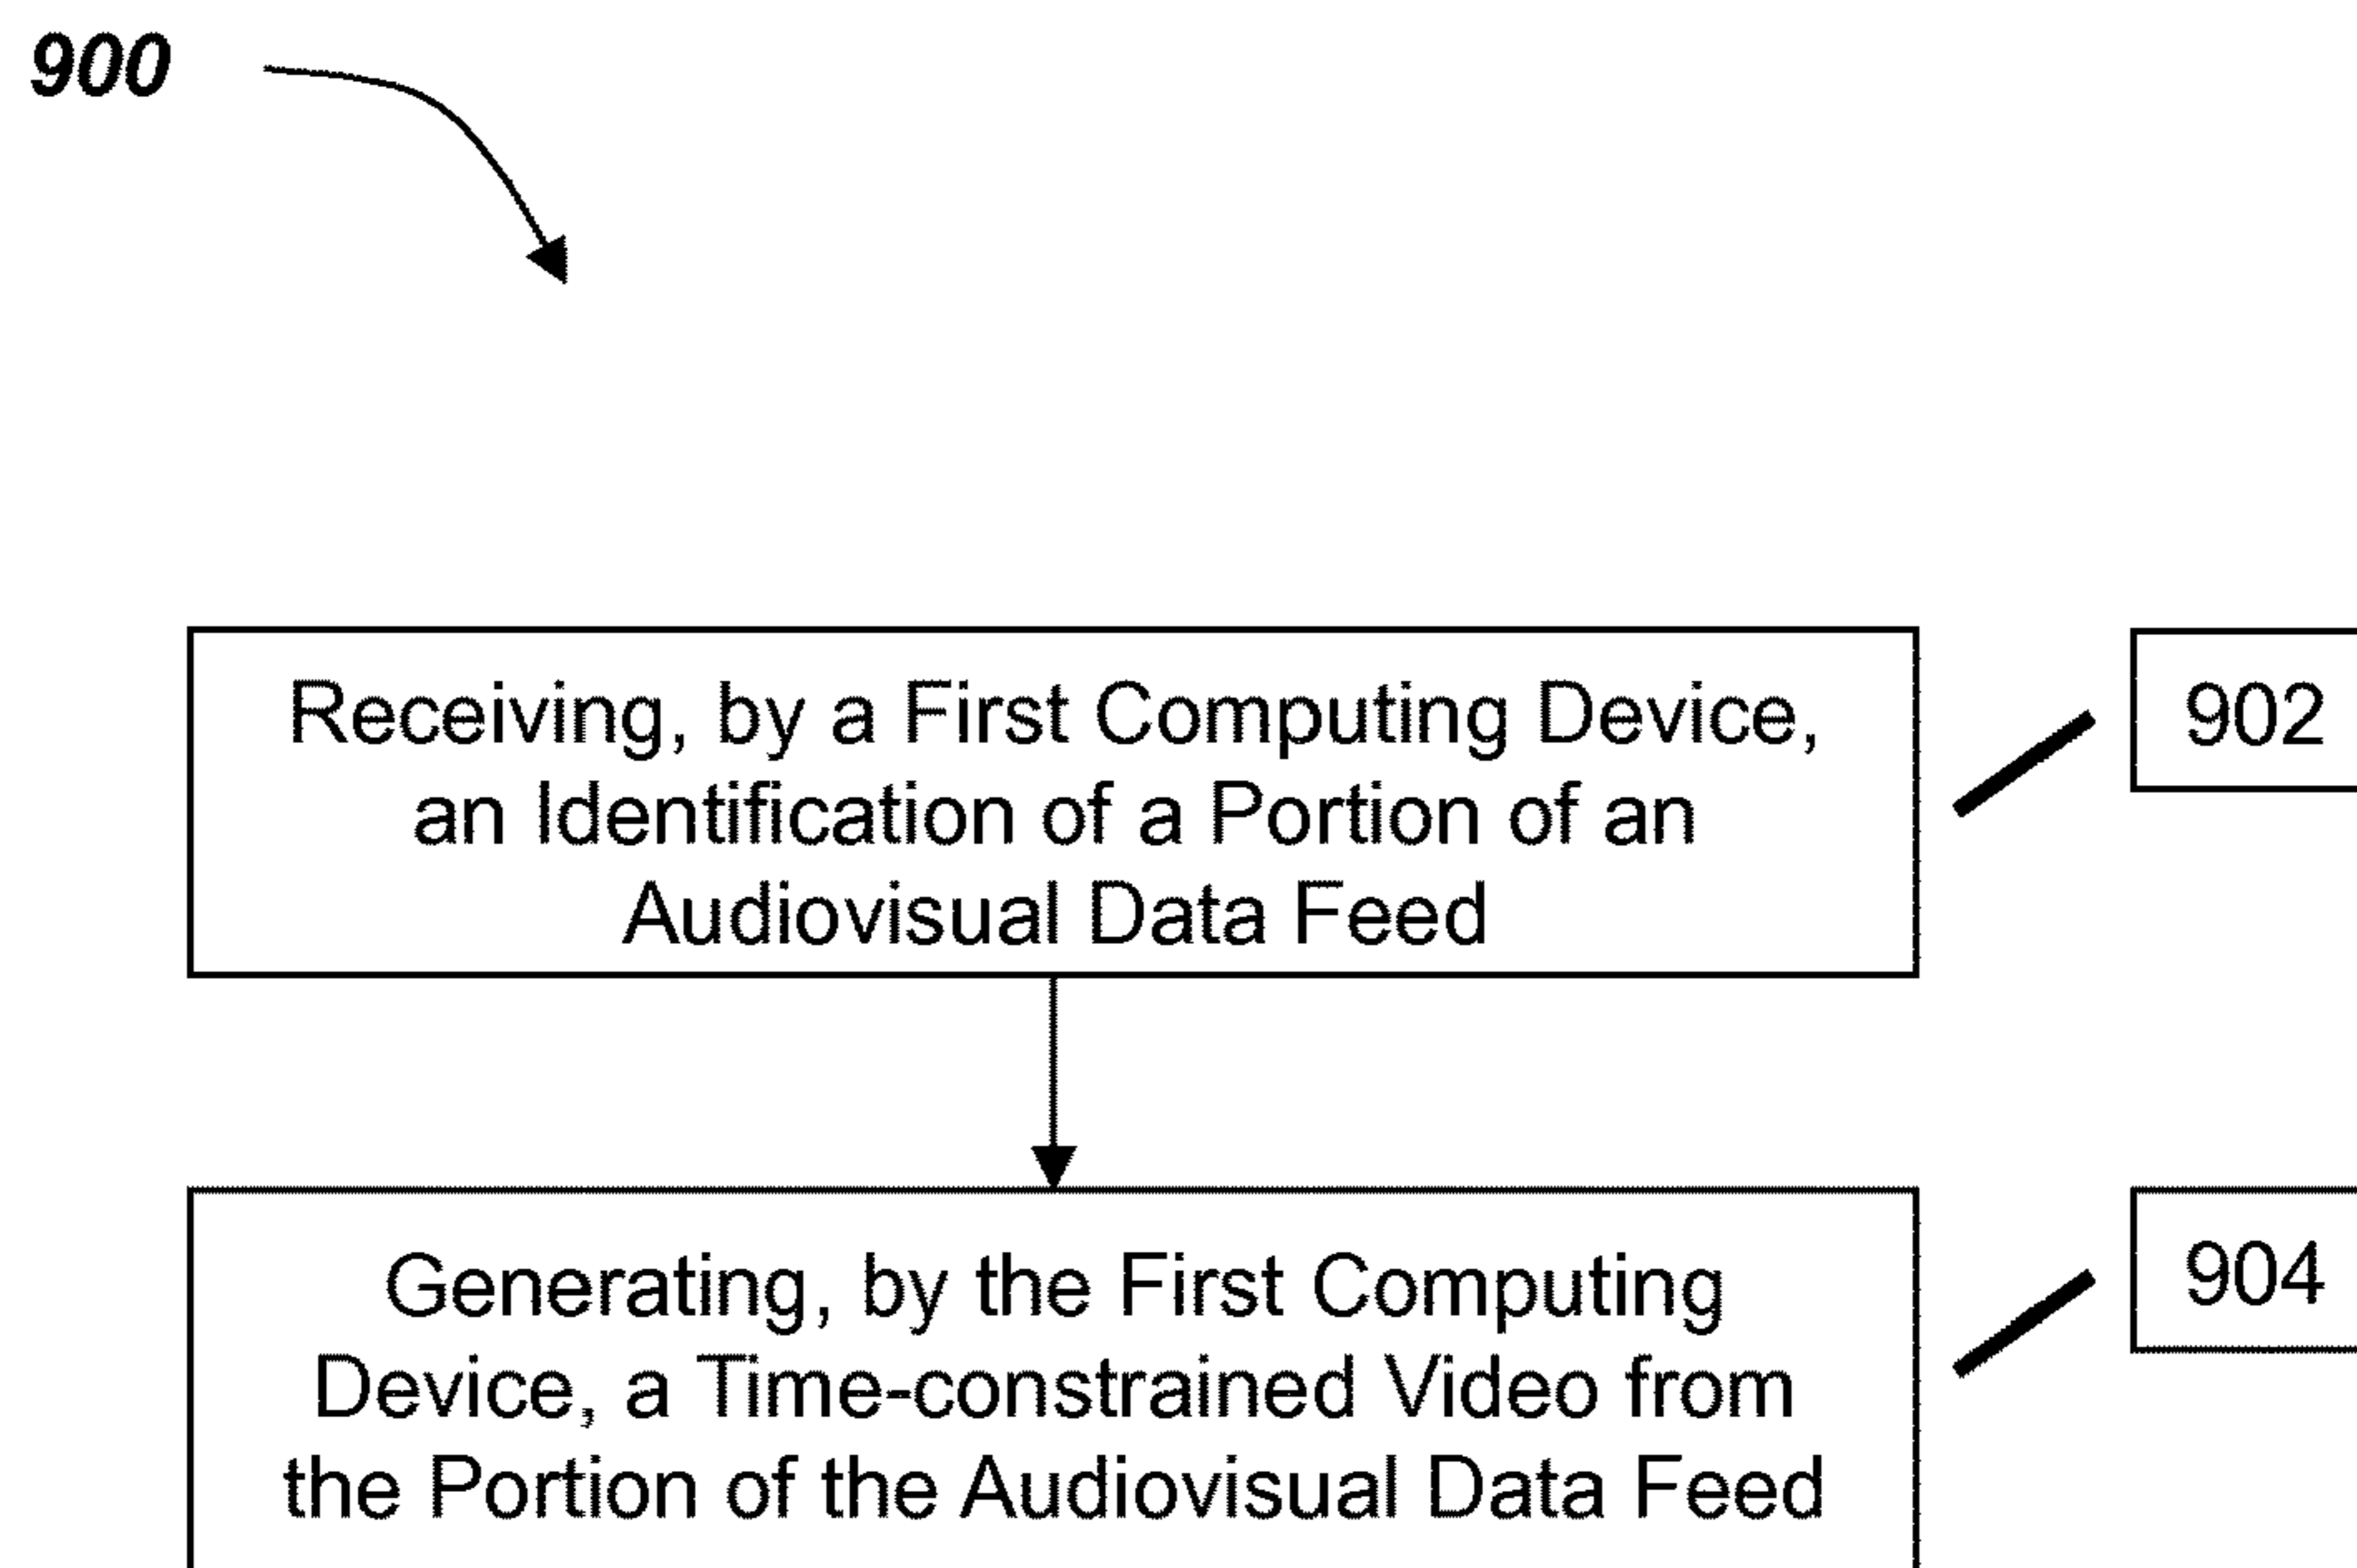 900
Receiving, by a First Computing Device,
an Identification of a Portion of an
Audiovisual Data Feed
902
Generating, by the First Computing
Device, a Time-constrained Video from
the Portion of the Audiovisual Data Feed
904